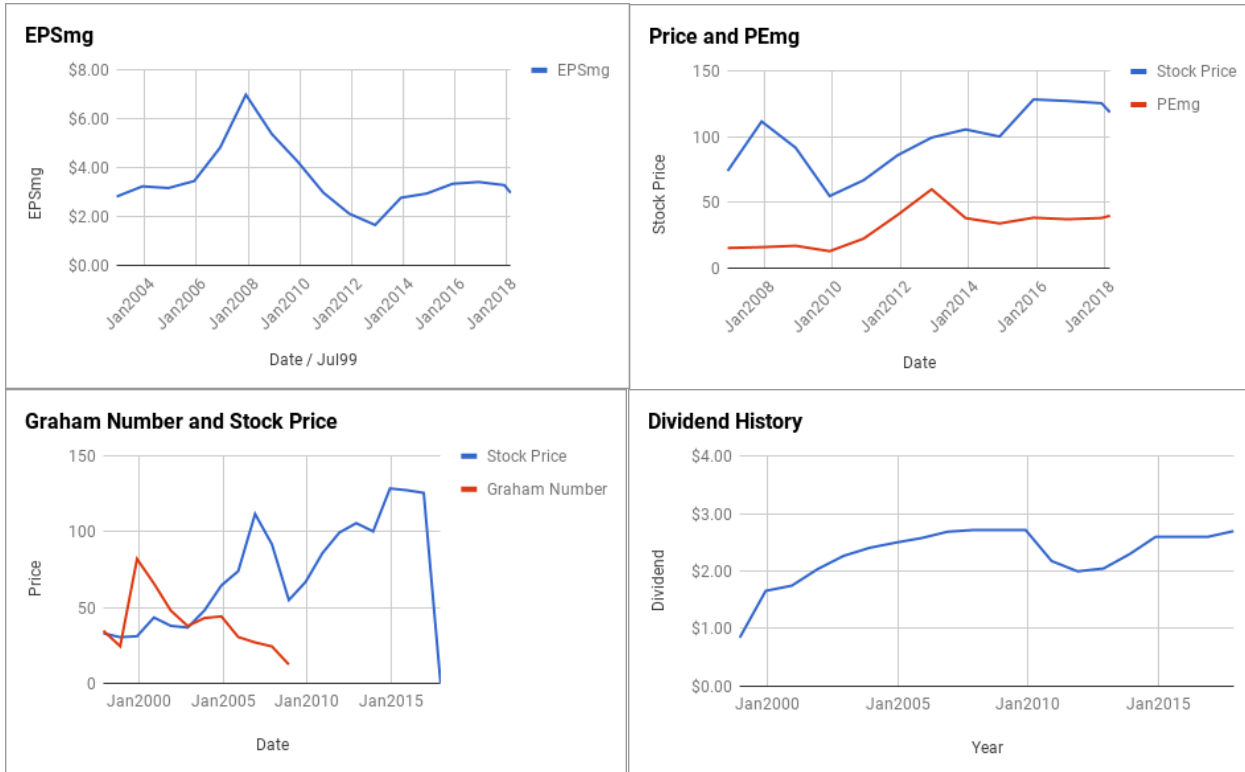 EPSmg
$8.00
$6.00
$4.00
$2.00
$0.00
EPSmg
Jan2004
Jan2006
Jan2008
Jan2010
Jan2012
Jan2014
Jan2016
Jan2018
Date / Jul99
EPSmg
Price and PEmg
150
100
50
0
Stock Price
Jan2008
Jan2010
Jan2012
Jan2014
Jan2016
Jan2018
Date
Stock Price
PEmg
Graham Number and Stock Price
150
100
50
0
Price
Jan2000
Jan2005
Jan2010
Jan2015
Date
Stock Price
Graham Number
Dividend History
$4.00
$3.00
$2.00
$1.00
$0.00
Dividend
Jan2000
Jan2005
Jan2010
Jan2015
Year